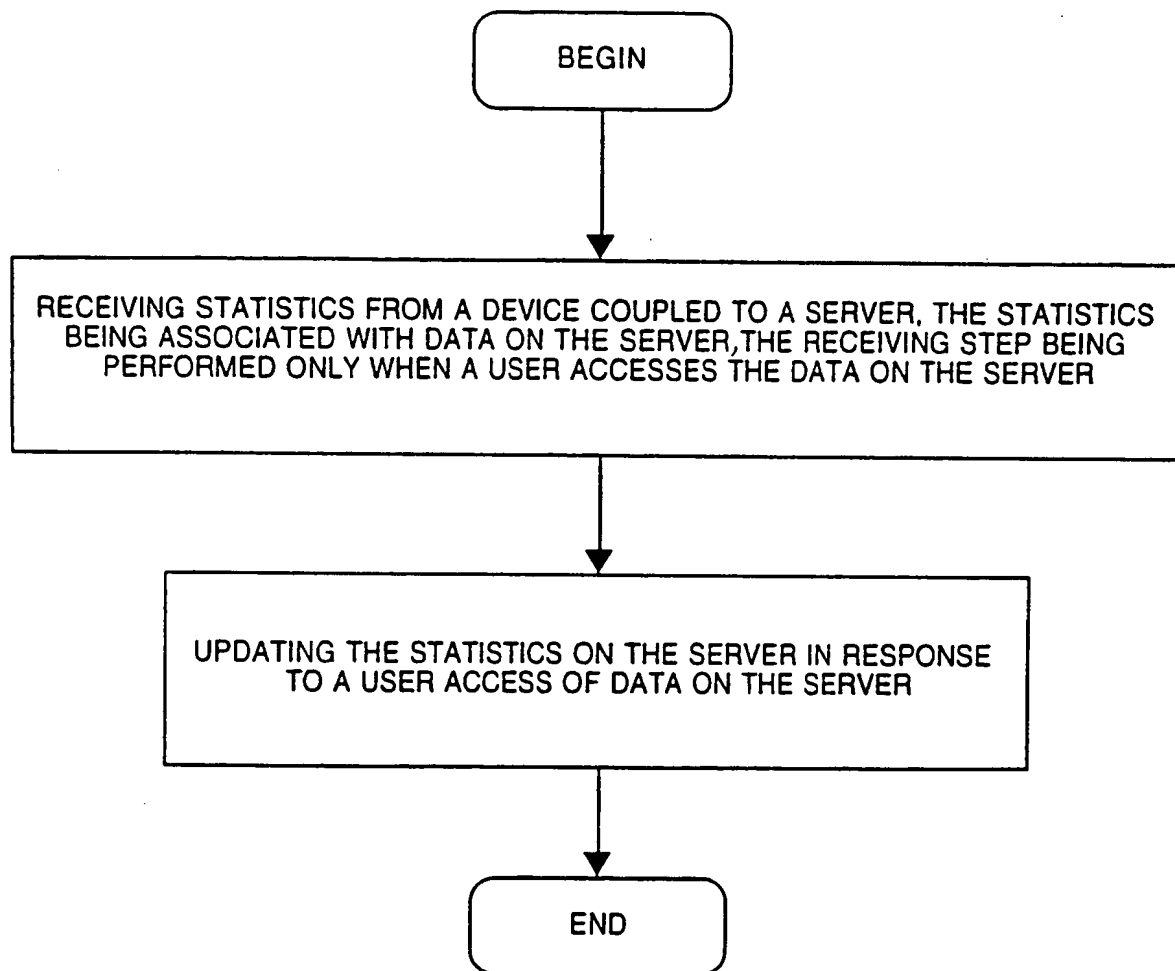 BEGIN
RECEIVING STATISTICS FROM A DEVICE COUPLED TO A SERVER, THE STATISTICS
BEING ASSOCIATED WITH DATA ON THE SERVER,THE RECEIVING STEP BEING
PERFORMED ONLY WHEN A USER ACCESSES THE DATA ON THE SERVER
UPDATING THE STATISTICS ON THE SERVER IN RESPONSE
TO A USER ACCESS OF DATA ON THE SERVER
END